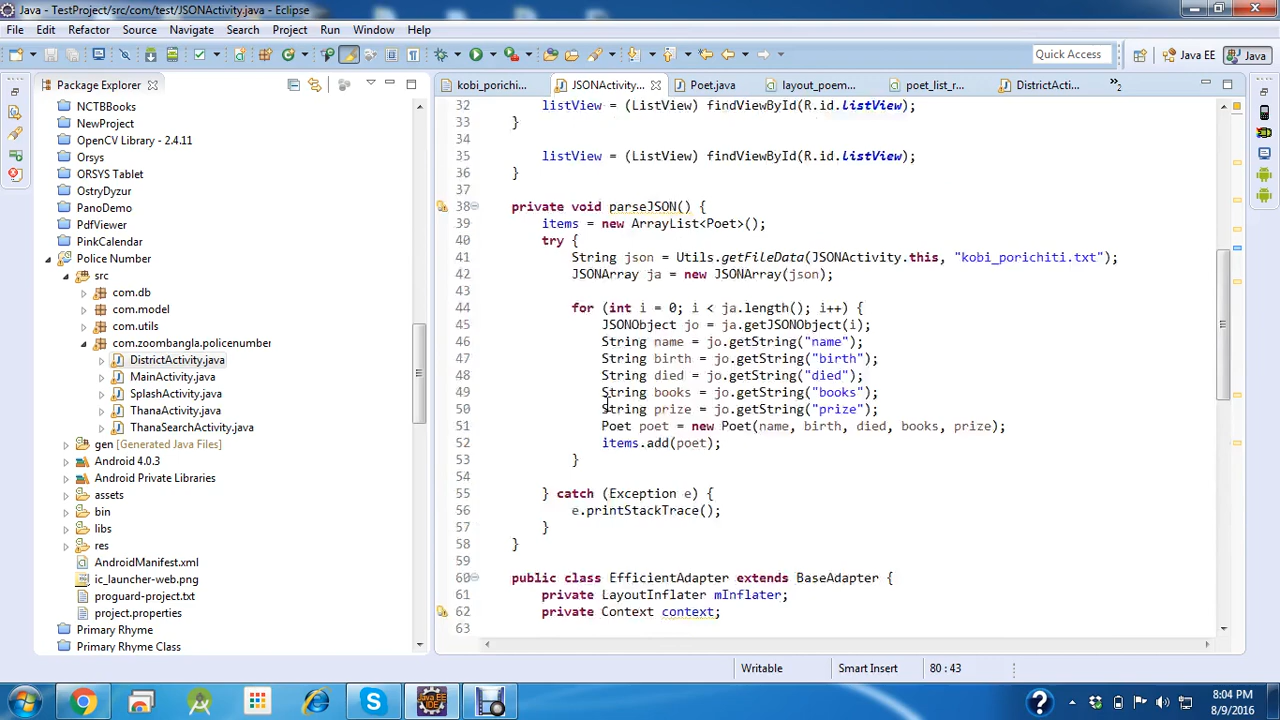 Java - TestProject/src/com/test/JSONActivity.java - Eclipse
File Edit Refactor Source Navigate Search Project Run Window Help
Quick Access Java EE Java
Package Explorer
kobi_porichi... JSONActivity... Poet.java layout_poem... poet_list_r... DistrictActi... »2
NCTBBooks
NewProject
OpenCV Library - 2.4.11
Orsys
ORSYS Tablet
OstryDyzur
PanoDemo
PdfViewer
PinkCalendar
Police Number
src
com.db
com.model
com.utils
com.zoombangla.policenumber
DistrictActivity.java
MainActivity.java
SplashActivity.java
ThanaActivity.java
ThanaSearchActivity.java
gen [Generated Java Files]
Android 4.0.3
Android Private Libraries
assets
bin
libs
res
AndroidManifest.xml
ic_launcher-web.png
proguard-project.txt
project.properties
Primary Rhyme
Primary Rhyme Class
32 listView = (ListView) findViewById(R.id.listView);
33 }
34
35 listView = (ListView) findViewById(R.id.listView);
36 }
37
38 private void parseJSON() {
39 items = new ArrayList<Poet>();
40 try {
41 String json = Utils.getFileData(JSONActivity.this, "kobi_porichiti.txt");
42 JSONArray ja = new JSONArray(json);
43
44 for (int i = 0; i < ja.length(); i++) {
45 JSONObject jo = ja.getJSONObject(i);
46 String name = jo.getString("name");
47 String birth = jo.getString("birth");
48 String died = jo.getString("died");
49 String books = jo.getString("books");
50 String prize = jo.getString("prize");
51 Poet poet = new Poet(name, birth, died, books, prize);
52 items.add(poet);
53 }
54
55 } catch (Exception e) {
56 e.printStackTrace();
57 }
58 }
59
60 public class EfficientAdapter extends BaseAdapter {
61 private LayoutInflater mInflater;
62 private Context context;
63
Writable Smart Insert 80 : 43
8:04 PM
8/9/2016